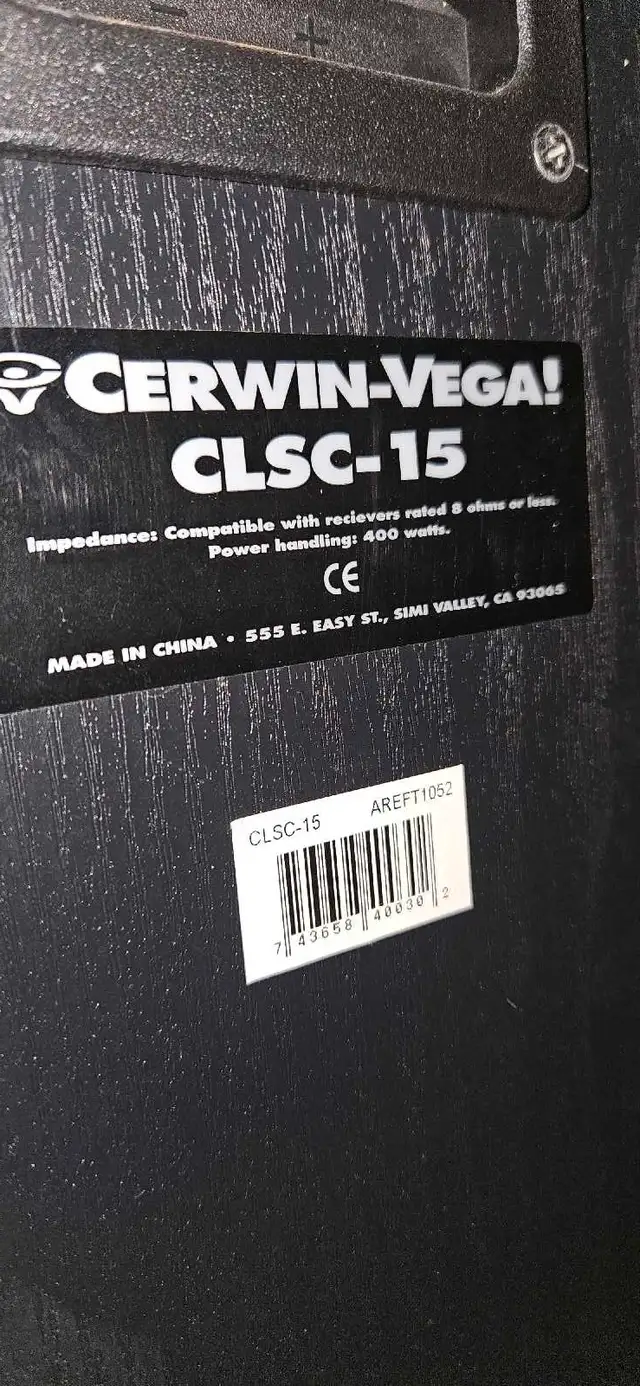 - +
CERWIN-VEGA!
CLSC-15
Impedance: Compatible with recievers rated 8 ohms or less.
Power handling: 400 watts.
CE
MADE IN CHINA • 555 E. EASY ST., SIMI VALLEY, CA 93065
CLSC-15 AREFT1052
7 43658 40030 2